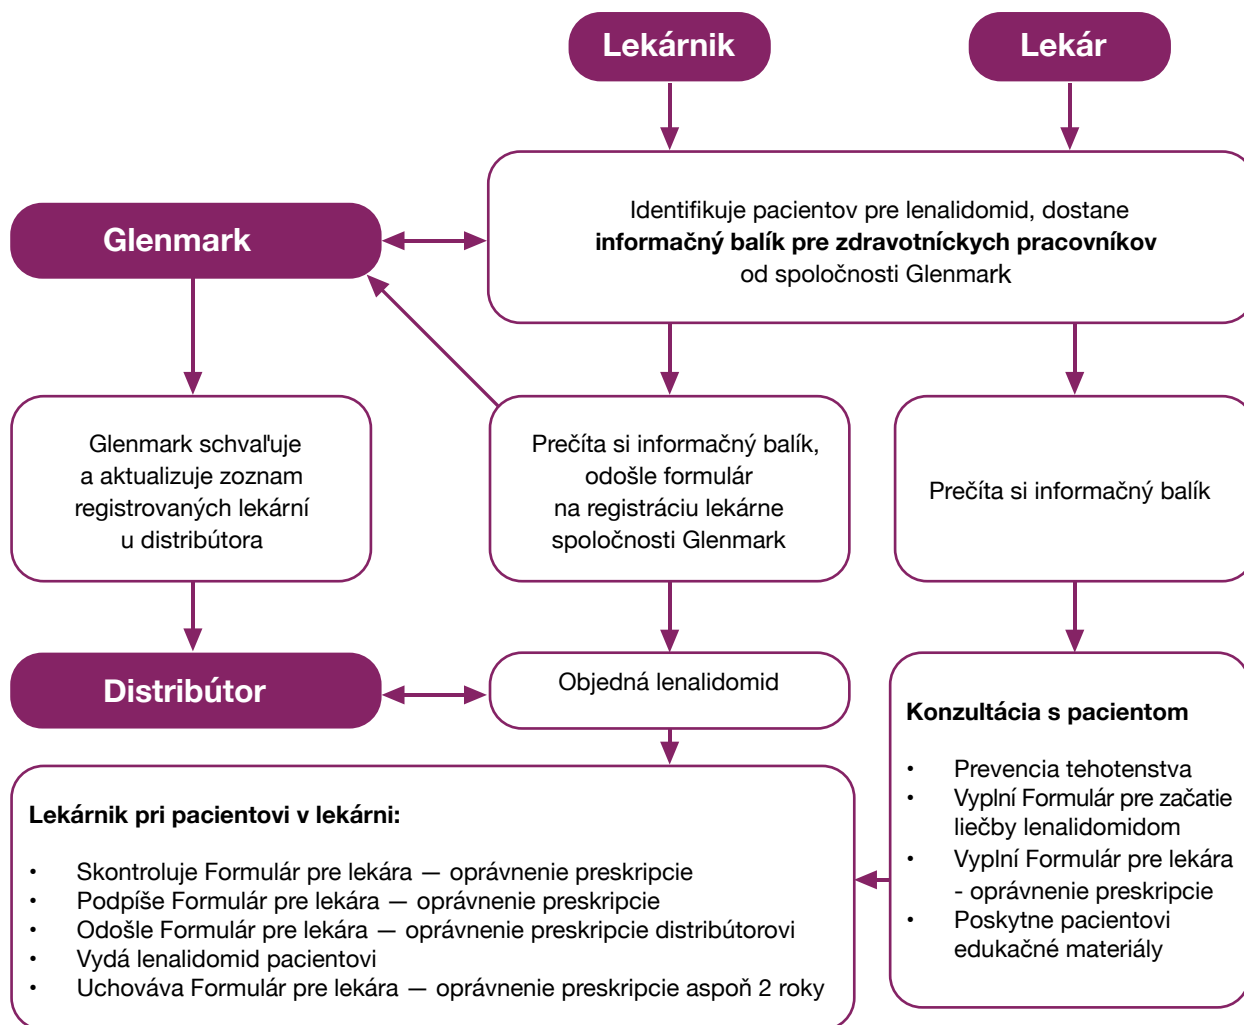 Lekárnik
Lekár
Identifikuje pacientov pre lenalidomid, dostane
informačný balík pre zdravotníckych pracovníkov
od spoločnosti Glenmark
Glenmark
Glenmark schvaľuje
a aktualizuje zoznam
registrovaných lekární
u distribútora
Prečíta si informačný balík,
odošle formulár
na registráciu lekárne
spoločnosti Glenmark
Prečíta si informačný balík
Distribútor
Objedná lenalidomid
Konzultácia s pacientom
• Prevencia tehotenstva
• Vyplní Formulár pre začatie
liečby lenalidomidom
• Vyplní Formulár pre lekára
- oprávnenie preskripcie
• Poskytne pacientovi
edukačné materiály
Lekárnik pri pacientovi v lekárni:
• Skontroluje Formulár pre lekára — oprávnenie preskripcie
• Podpíše Formulár pre lekára — oprávnenie preskripcie
• Odošle Formulár pre lekára — oprávnenie preskripcie distribútorovi
• Vydá lenalidomid pacientovi
• Uchováva Formulár pre lekára — oprávnenie preskripcie aspoň 2 roky